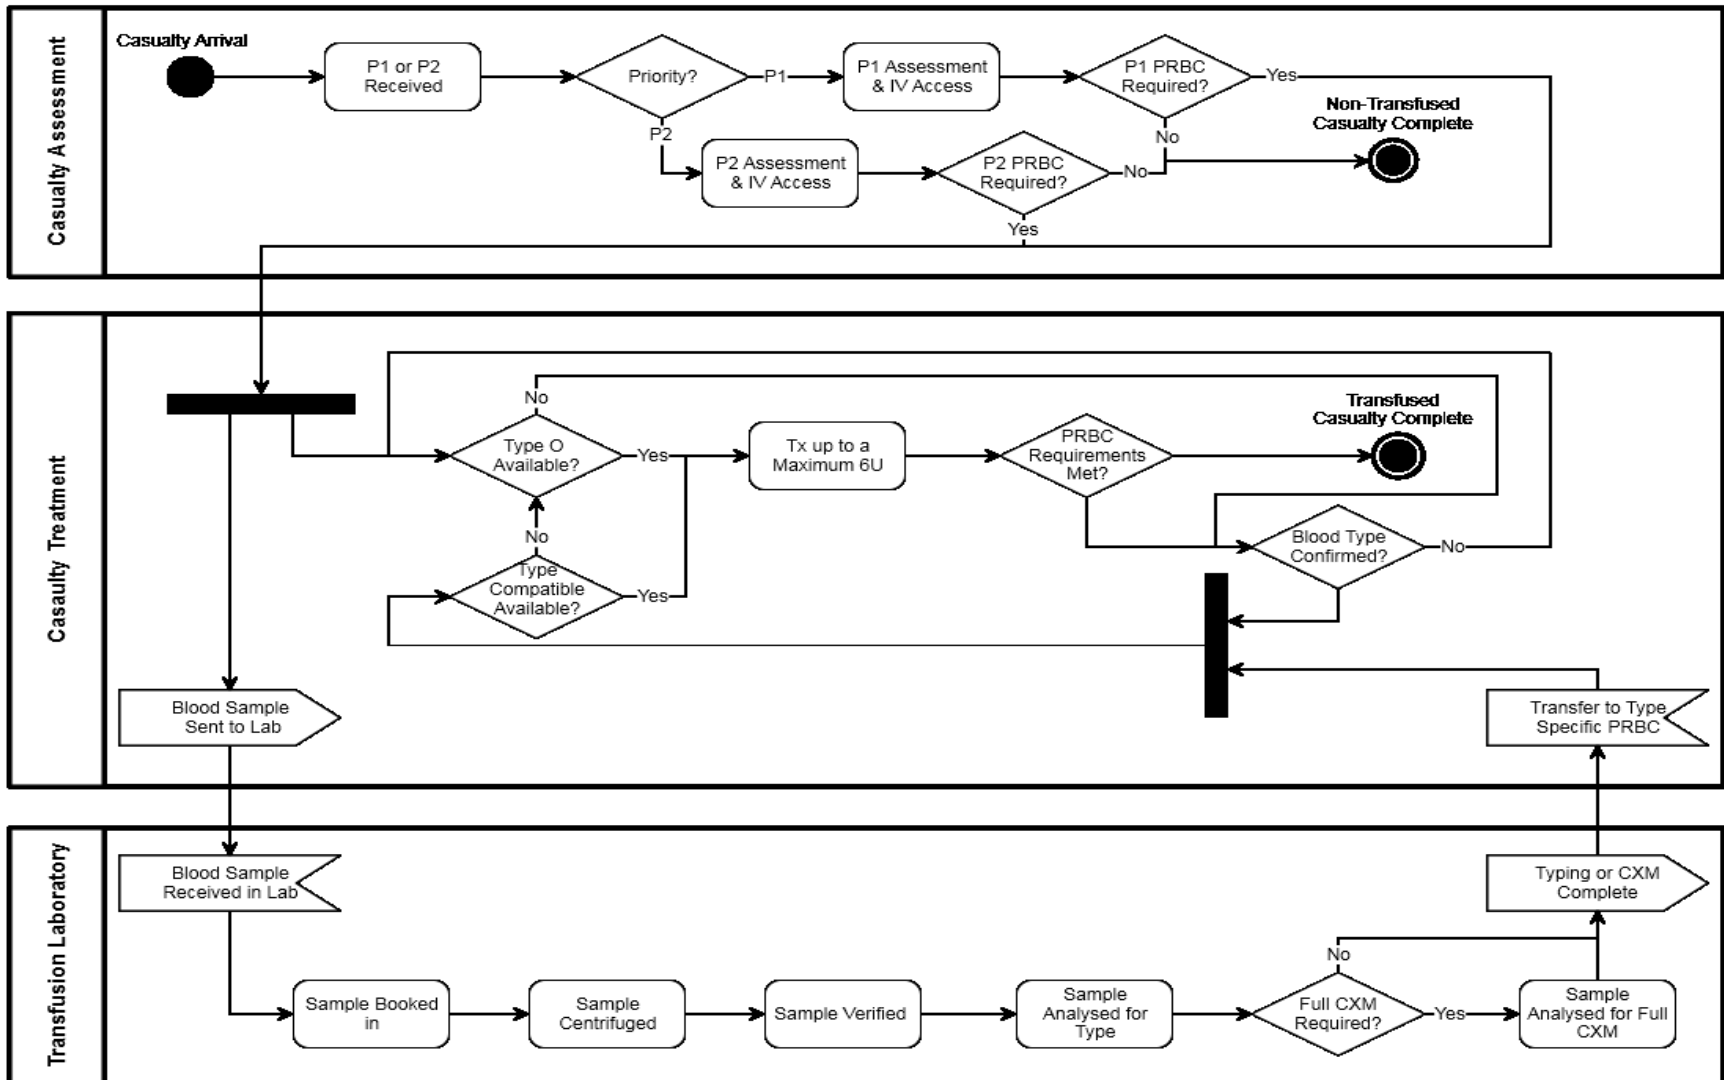 Casualty Assessment
Casualty Arrival
P1 or P2
Received
Priority?
P1
P1 Assessment
& IV Access
P1 PRBC
Required?
Yes
Non-Transfused
Casualty Complete
P2
No
P2 Assessment
& IV Access
P2 PRBC
Required?
No
Yes
Casaulty Treatment
No
Type O
Available?
Yes
Tx up to a
Maximum 6U
PRBC
Requirements
Met?
Transfused
Casualty Complete
No
Type
Compatible
Available?
Yes
Blood Type
Confirmed?
No
Blood Sample
Sent to Lab
Transfer to Type
Specific PRBC
Transfusion Laboratory
Blood Sample
Received in Lab
Typing or CXM
Complete
Sample Booked
in
Sample
Centrifuged
Sample Verified
Sample
Analysed for
Type
No
Full CXM
Required?
Yes
Sample
Analysed for Full
CXM